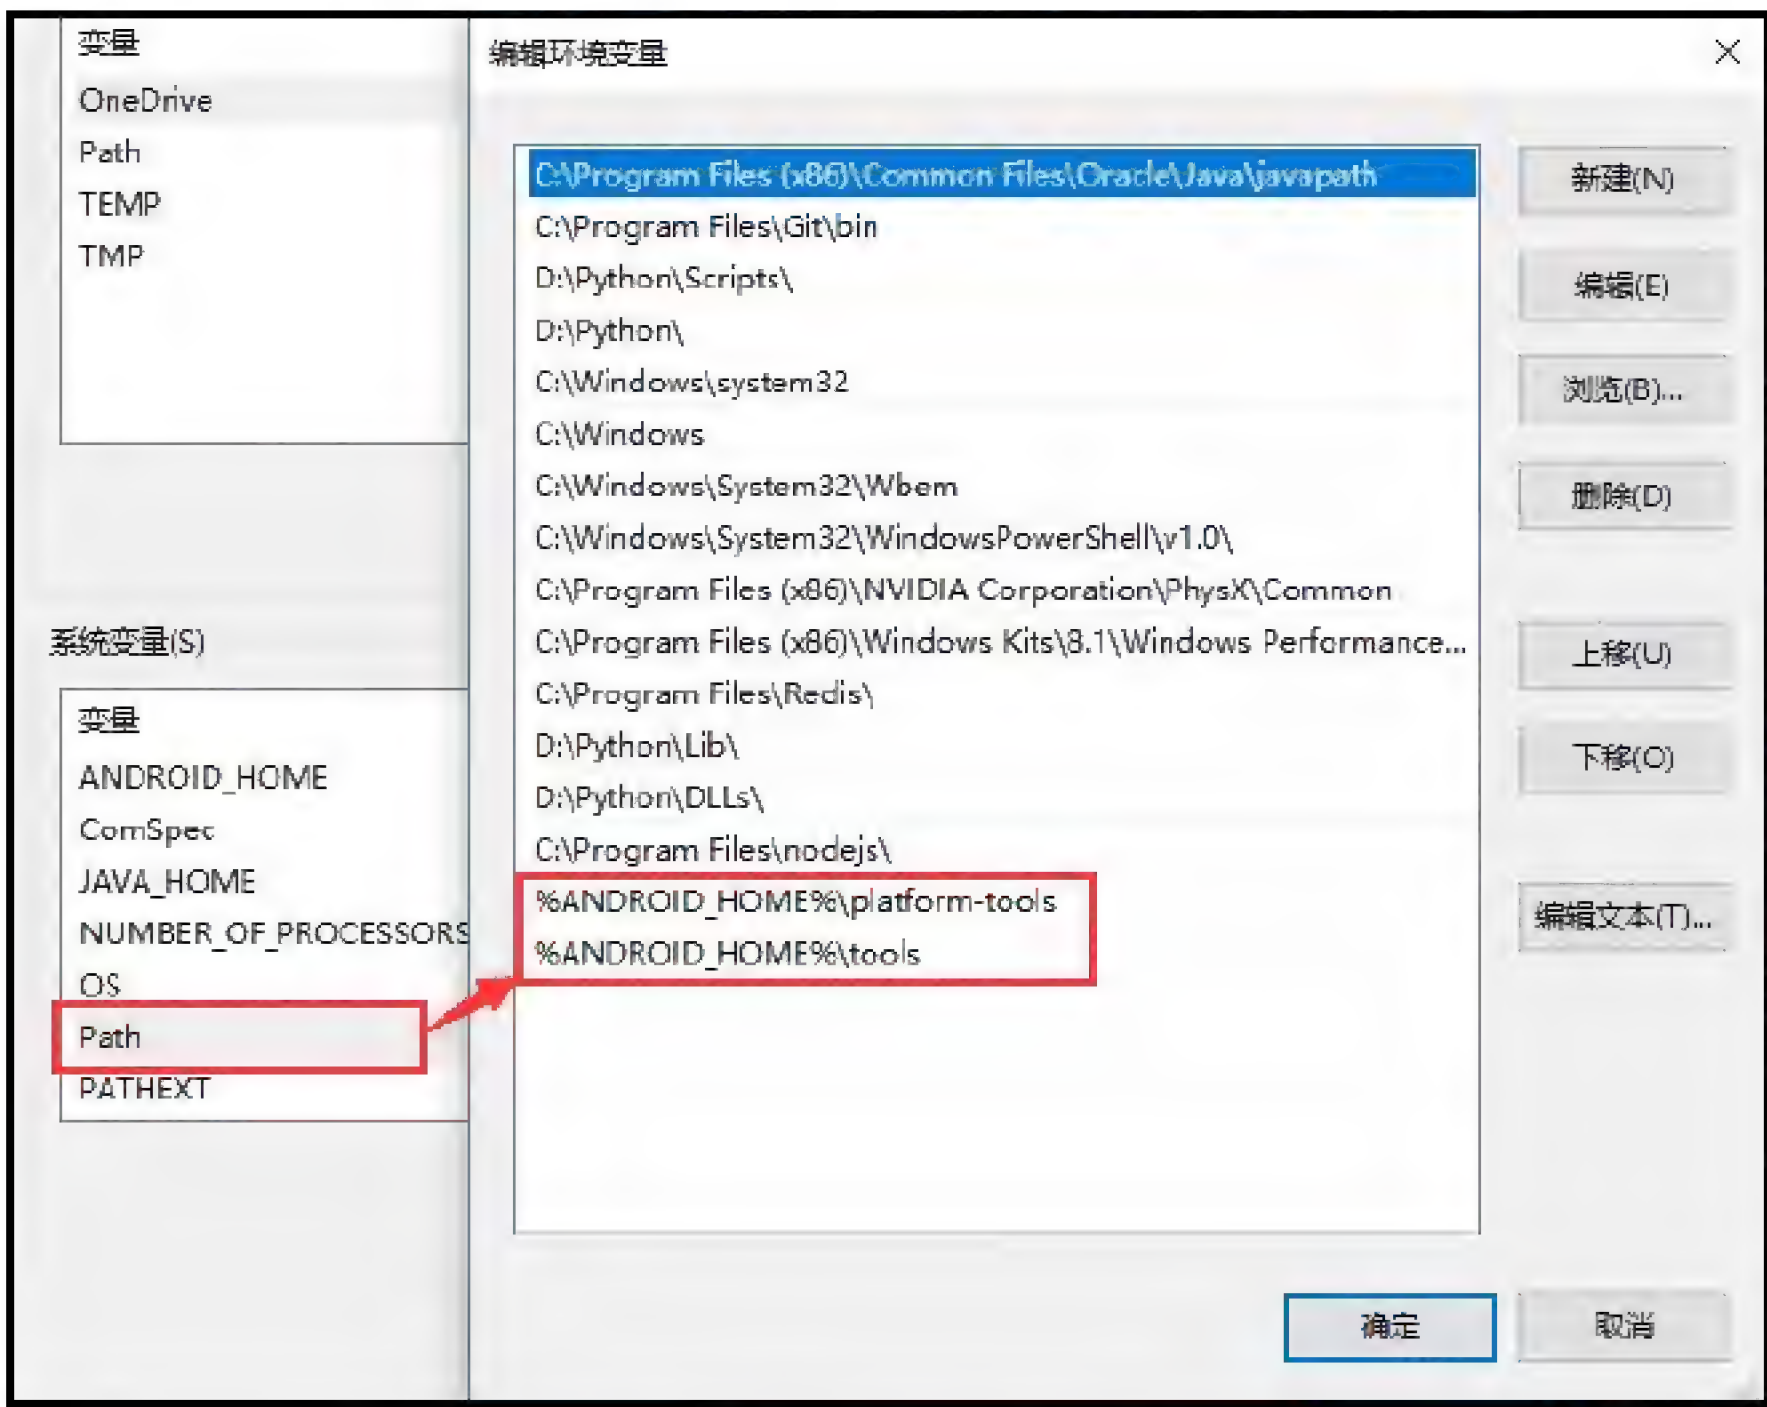 变量
OneDrive
Path
TEMP
TMP
系统变量(S)
变量
ANDROID_HOME
ComSpec
JAVA_HOME
NUMBER_OF_PROCESSORS
OS
Path
PATHEXT
编辑环境变量
C:\Program Files (x86)\Common Files\Oracle\Java\javapath
C:\Program Files\Git\bin
D:\Python\Scripts\
D:\Python\
C:\Windows\system32
C:\Windows
C:\Windows\System32\Wbem
C:\Windows\System32\WindowsPowerShell\v1.0\
C:\Program Files (x86)\NVIDIA Corporation\PhysX\Common
C:\Program Files (x86)\Windows Kits\8.1\Windows Performance...
C:\Program Files\Redis\
D:\Python\Lib\
D:\Python\DLLs\
C:\Program Files\nodejs\
%ANDROID_HOME%\platform-tools
%ANDROID_HOME%\tools
新建(N)
编辑(E)
浏览(B)...
删除(D)
上移(U)
下移(O)
编辑文本(T)...
确定
取消